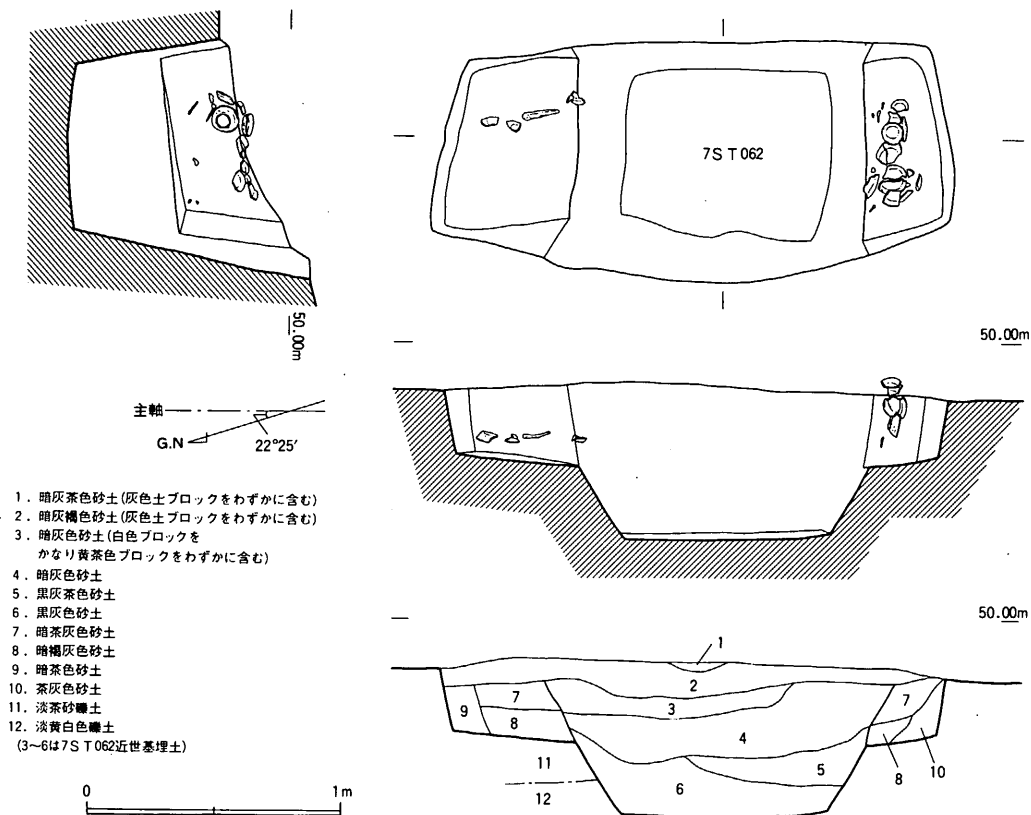 7ST062
50.00m
50.00m
主軸
G.N
22°25′
1．暗灰茶色砂土(灰色土ブロックをわずかに含む)
2．暗灰褐色砂土(灰色土ブロックをわずかに含む)
3．暗灰色砂土(白色ブロックを
かなり黄茶色ブロックをわずかに含む)
4．暗灰色砂土
5．黒灰茶色砂土
6．黒灰色砂土
7．暗茶灰色砂土
8．暗褐灰色砂土
9．暗茶色砂土
10．茶灰色砂土
11．淡茶砂礫土
12．淡黄白色礫土
(3～6は7ST062近世墓埋土)
50.00m
1
2
7
3
7
9
8
4
11
5
8
10
12
6
0
1m